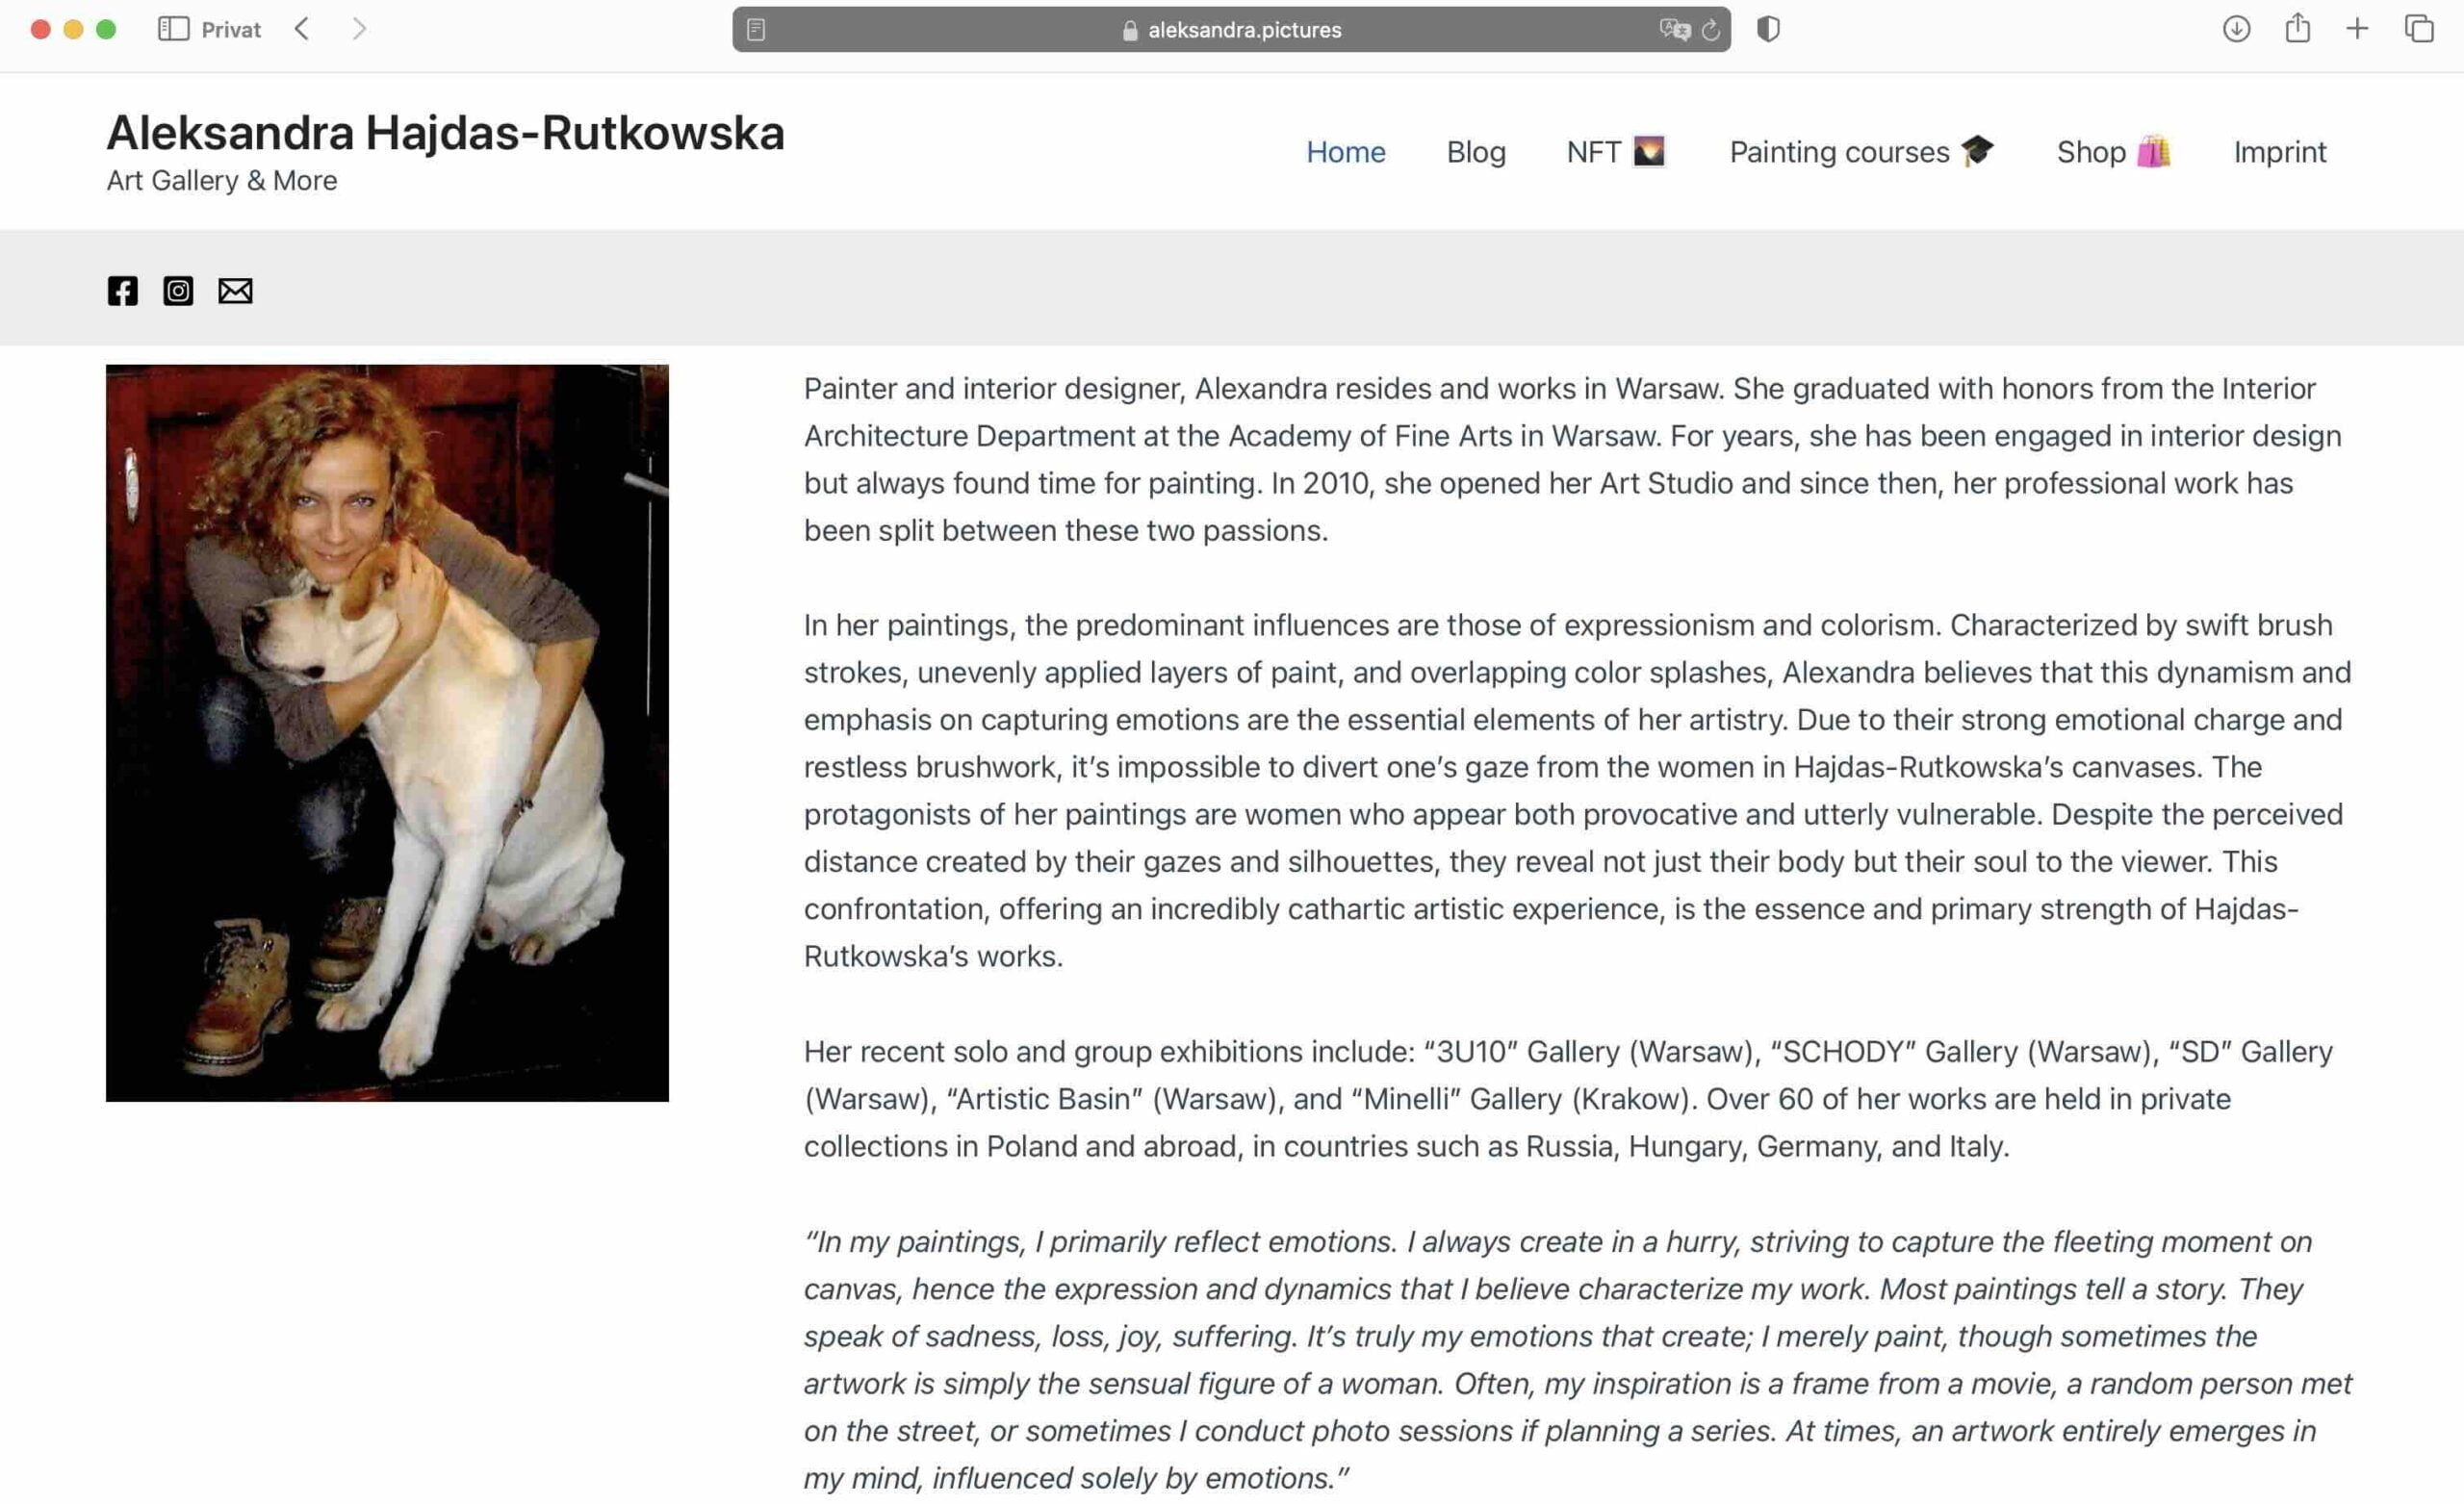 Privat
aleksandra.pictures
Aleksandra Hajdas-Rutkowska
Art Gallery & More
Home Blog NFT Painting courses Shop Imprint
Painter and interior designer, Alexandra resides and works in Warsaw. She graduated with honors from the Interior
Architecture Department at the Academy of Fine Arts in Warsaw. For years, she has been engaged in interior design
but always found time for painting. In 2010, she opened her Art Studio and since then, her professional work has
been split between these two passions.
In her paintings, the predominant influences are those of expressionism and colorism. Characterized by swift brush
strokes, unevenly applied layers of paint, and overlapping color splashes, Alexandra believes that this dynamism and
emphasis on capturing emotions are the essential elements of her artistry. Due to their strong emotional charge and
restless brushwork, it’s impossible to divert one’s gaze from the women in Hajdas-Rutkowska’s canvases. The
protagonists of her paintings are women who appear both provocative and utterly vulnerable. Despite the perceived
distance created by their gazes and silhouettes, they reveal not just their body but their soul to the viewer. This
confrontation, offering an incredibly cathartic artistic experience, is the essence and primary strength of Hajdas-
Rutkowska’s works.
Her recent solo and group exhibitions include: “3U10” Gallery (Warsaw), “SCHODY” Gallery (Warsaw), “SD” Gallery
(Warsaw), “Artistic Basin” (Warsaw), and “Minelli” Gallery (Krakow). Over 60 of her works are held in private
collections in Poland and abroad, in countries such as Russia, Hungary, Germany, and Italy.
“In my paintings, I primarily reflect emotions. I always create in a hurry, striving to capture the fleeting moment on
canvas, hence the expression and dynamics that I believe characterize my work. Most paintings tell a story. They
speak of sadness, loss, joy, suffering. It’s truly my emotions that create; I merely paint, though sometimes the
artwork is simply the sensual figure of a woman. Often, my inspiration is a frame from a movie, a random person met
on the street, or sometimes I conduct photo sessions if planning a series. At times, an artwork entirely emerges in
my mind, influenced solely by emotions.”